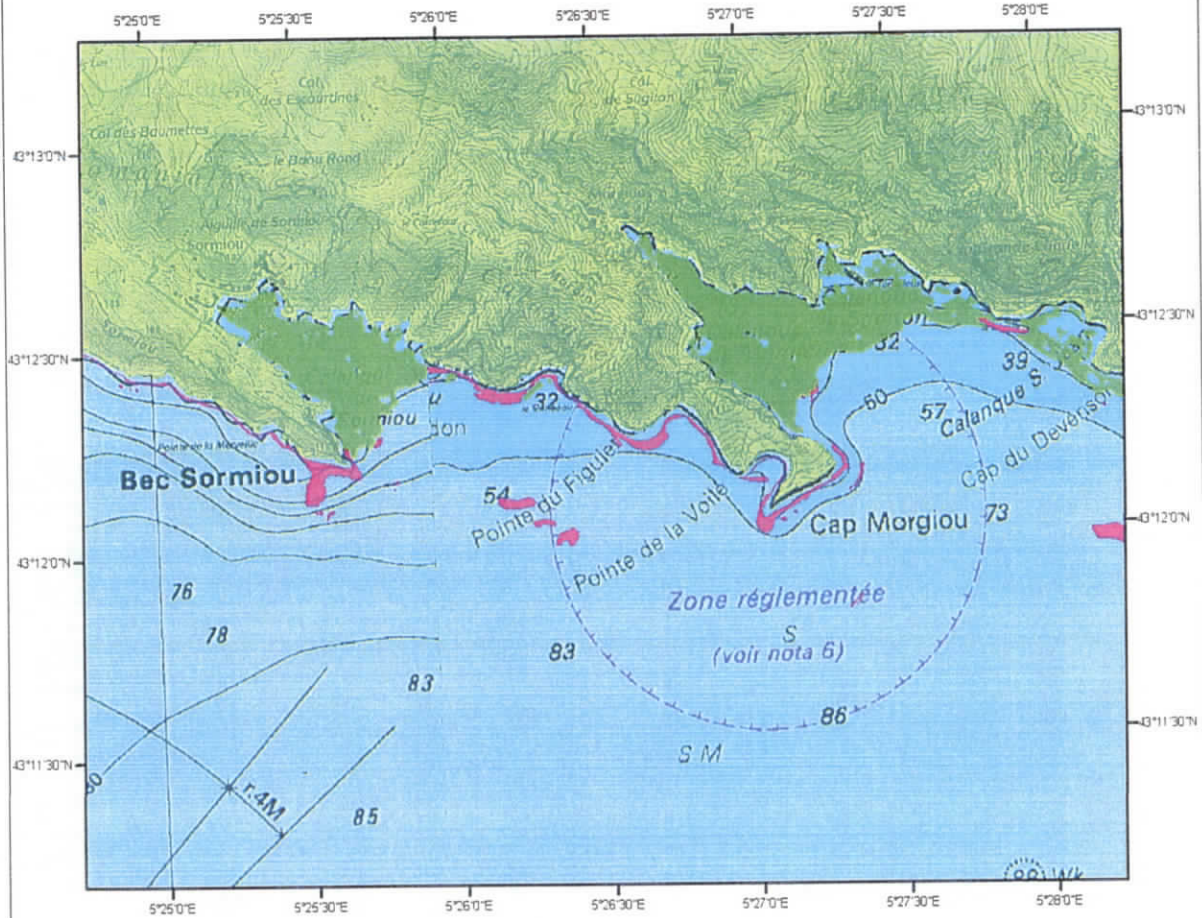 5°25'0"E 5°25'30"E 5°26'0"E 5°26'30"E 5°27'0"E 5°27'30"E 5°28'0"E
Col
des Escourtines
Col
de Sugiton
43°13'0"N
Col des Baumettes
43°13'0"N
le Baou Rond
Aiguille de Sormiou
Sormiou
43°12'30"N
32
43°12'30"N
39
32
60
57
Calanque S
Sormiou
Pointe de la Mounine
Bec Sormiou
54
Pointe du Figuier
Pointe de la Voile
Cap Morgiou
Cap du Devenson
73
43°12'0"N
43°12'0"N
76
78
Zone réglementée
S
(voir nota 6)
83
83
86
43°11'30"N
S M
43°11'30"N
80
r.4M
85
88 Wk
5°25'0"E 5°25'30"E 5°26'0"E 5°26'30"E 5°27'0"E 5°27'30"E 5°28'0"E